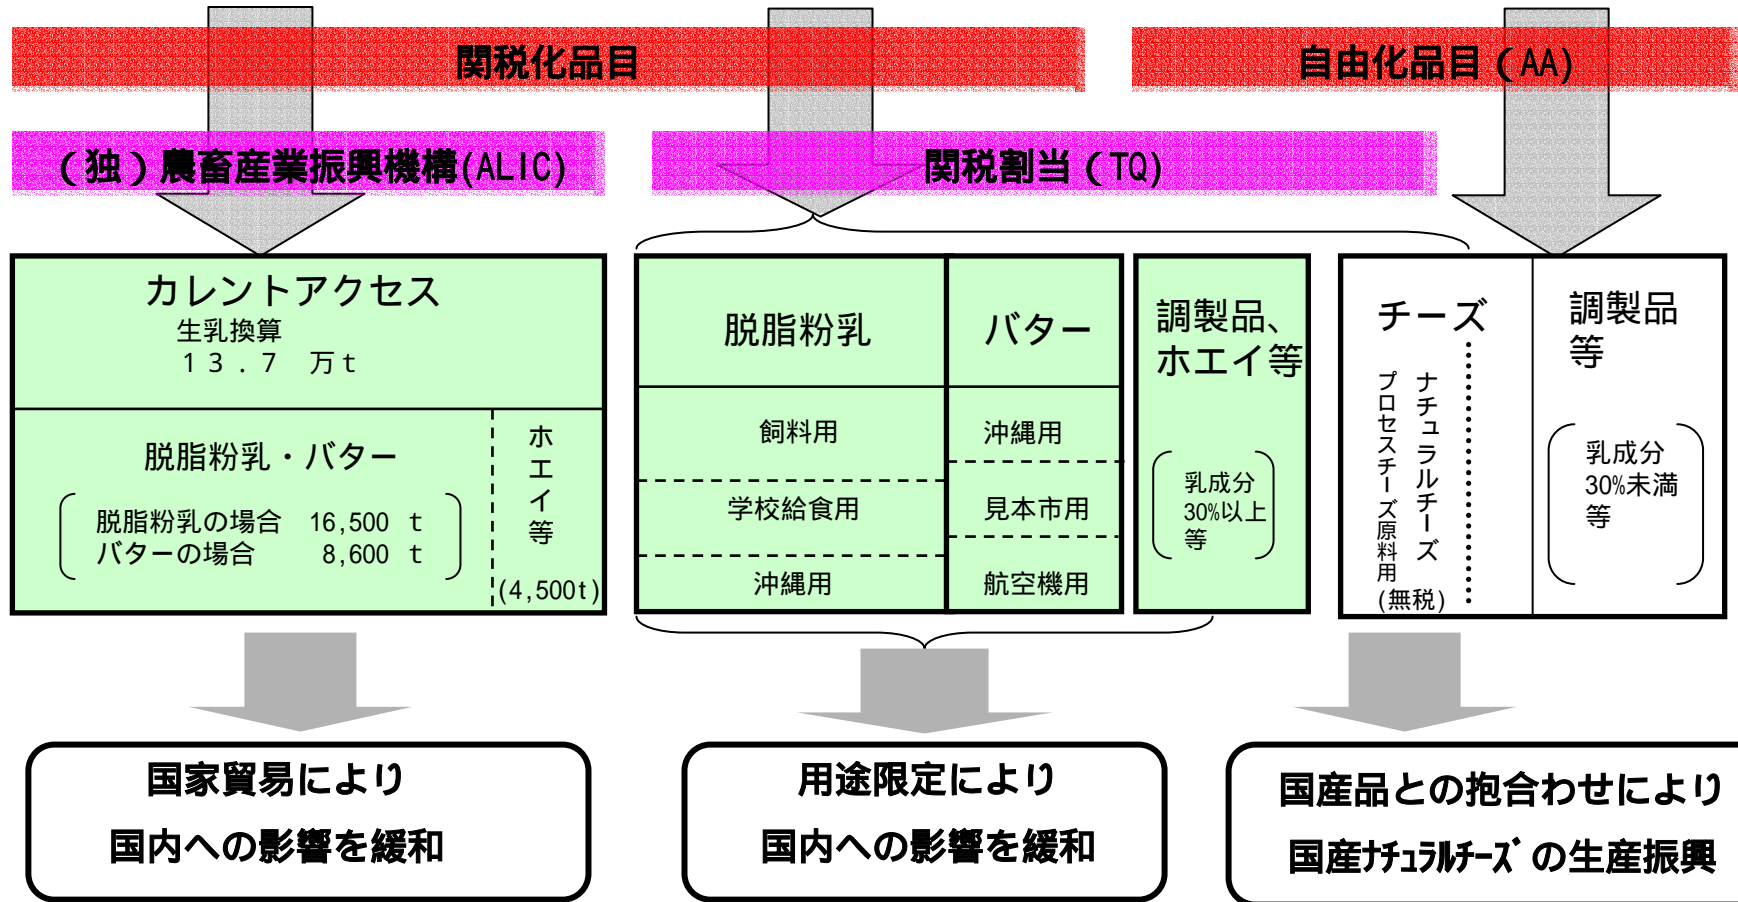 関税化品目
自由化品目(AA)
(独)農畜産業振興機構(ALIC)
関税割当(TQ)
カレントアクセス
生乳換算
13.7 万t
脱脂粉乳・バター
脱脂粉乳の場合 16,500 t
バターの場合 8,600 t
ホエイ等
(4,500t)
脱脂粉乳
飼料用
学校給食用
沖縄用
バター
沖縄用
見本市用
航空機用
調製品、
ホエイ等
乳成分
30%以上
等
チーズ
ナチュラルチーズ
プロセスチーズ原料用
(無税)
調製品
等
乳成分
30%未満
等
国家貿易により
国内への影響を緩和
用途限定により
国内への影響を緩和
国産品との抱合わせにより
国産ナチュラルチーズの生産振興